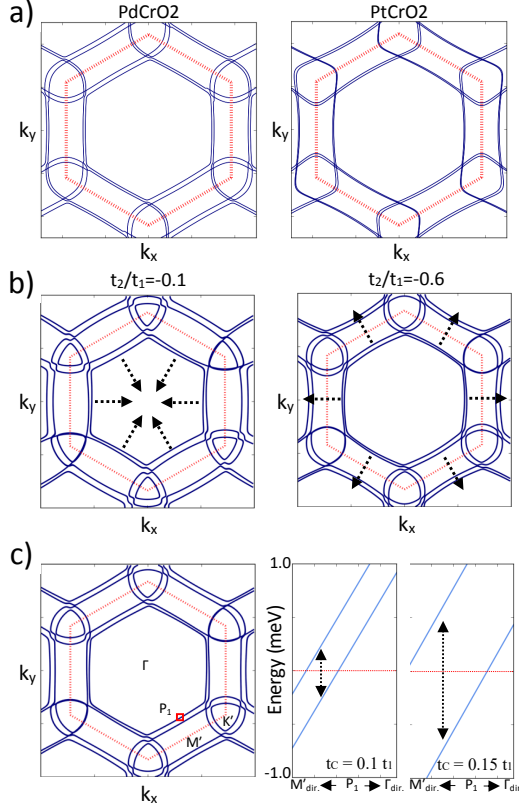 a)
PdCrO2
PtCrO2
ky
ky
kx
kx
b)
t₂/t₁=-0.1
t₂/t₁=-0.6
ky
ky
kx
kx
c)
1.0
Γ
P₁
K'
M'
ky
kx
Energy (meV)
-1.0
tC = 0.1 t₁
tC = 0.15 t₁
M'dir. P₁ Γdir.
M'dir. P₁ Γdir.